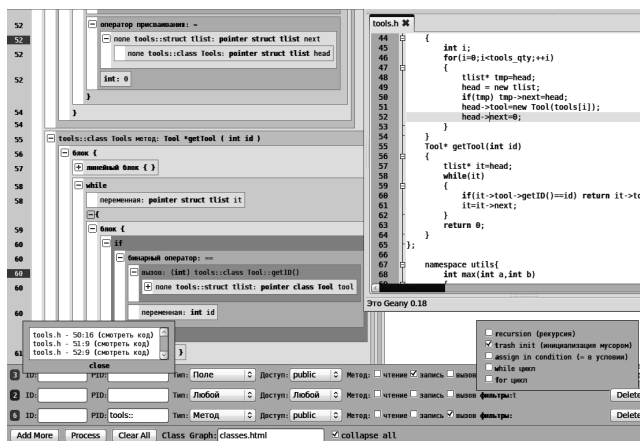 52 оператор присваивания: =
52 none tools::struct tlist: pointer struct tlist next
52 none tools::class Tools: pointer struct tlist head
52 int: 0
}
54 }
54
55 tools::class Tools метод: Tool *getTool ( int id )
56 блок {
57 линейный блок { }
58 while
58 переменная: pointer struct tlist it
{
59 блок {
60 if
60 бинарный оператор: ==
60 вызов: (int) tools::class Tool::getID()
60 none tools::struct tlist: pointer class Tool tool
60 переменная: int id
61 }
tools.h - 50:16 (смотреть код)
tools.h - 51:9 (смотреть код)
tools.h - 52:9 (смотреть код)
close
tools.h
44 {
45 int i;
46 for(i=0;i<tools_qty;++i)
47 {
48 tlist* tmp=head;
49 head = new tlist;
50 if(tmp) tmp->next=head;
51 head->tool=new Tool(tools[i]);
52 head->next=0;
53 }
54 }
55 Tool* getTool(int id)
56 {
57 tlist* it=head;
58 while(it)
59 {
60 if(it->tool->getID()==id) return it->to
61 it=it->next;
62 }
63 return 0;
64 }
65 };
66
67 namespace utils{
68 int max(int a,int b)
Это Geany 0.18
recursion (рекурсия)
trash init (инициализация мусором)
assign in condition (= в условии)
while цикл
for цикл
3 ID: PID: Тип: Поле Доступ: public Метод: чтение запись вызов
2 ID: PID: Тип: Любой Доступ: Любой Метод: чтение запись вызов фильтры: Delete
6 ID: PID: tools:: Тип: Метод Доступ: public Метод: чтение запись вызов фильтры: Delete
Add More Process Clear All Class Graph: classes.html collapse all